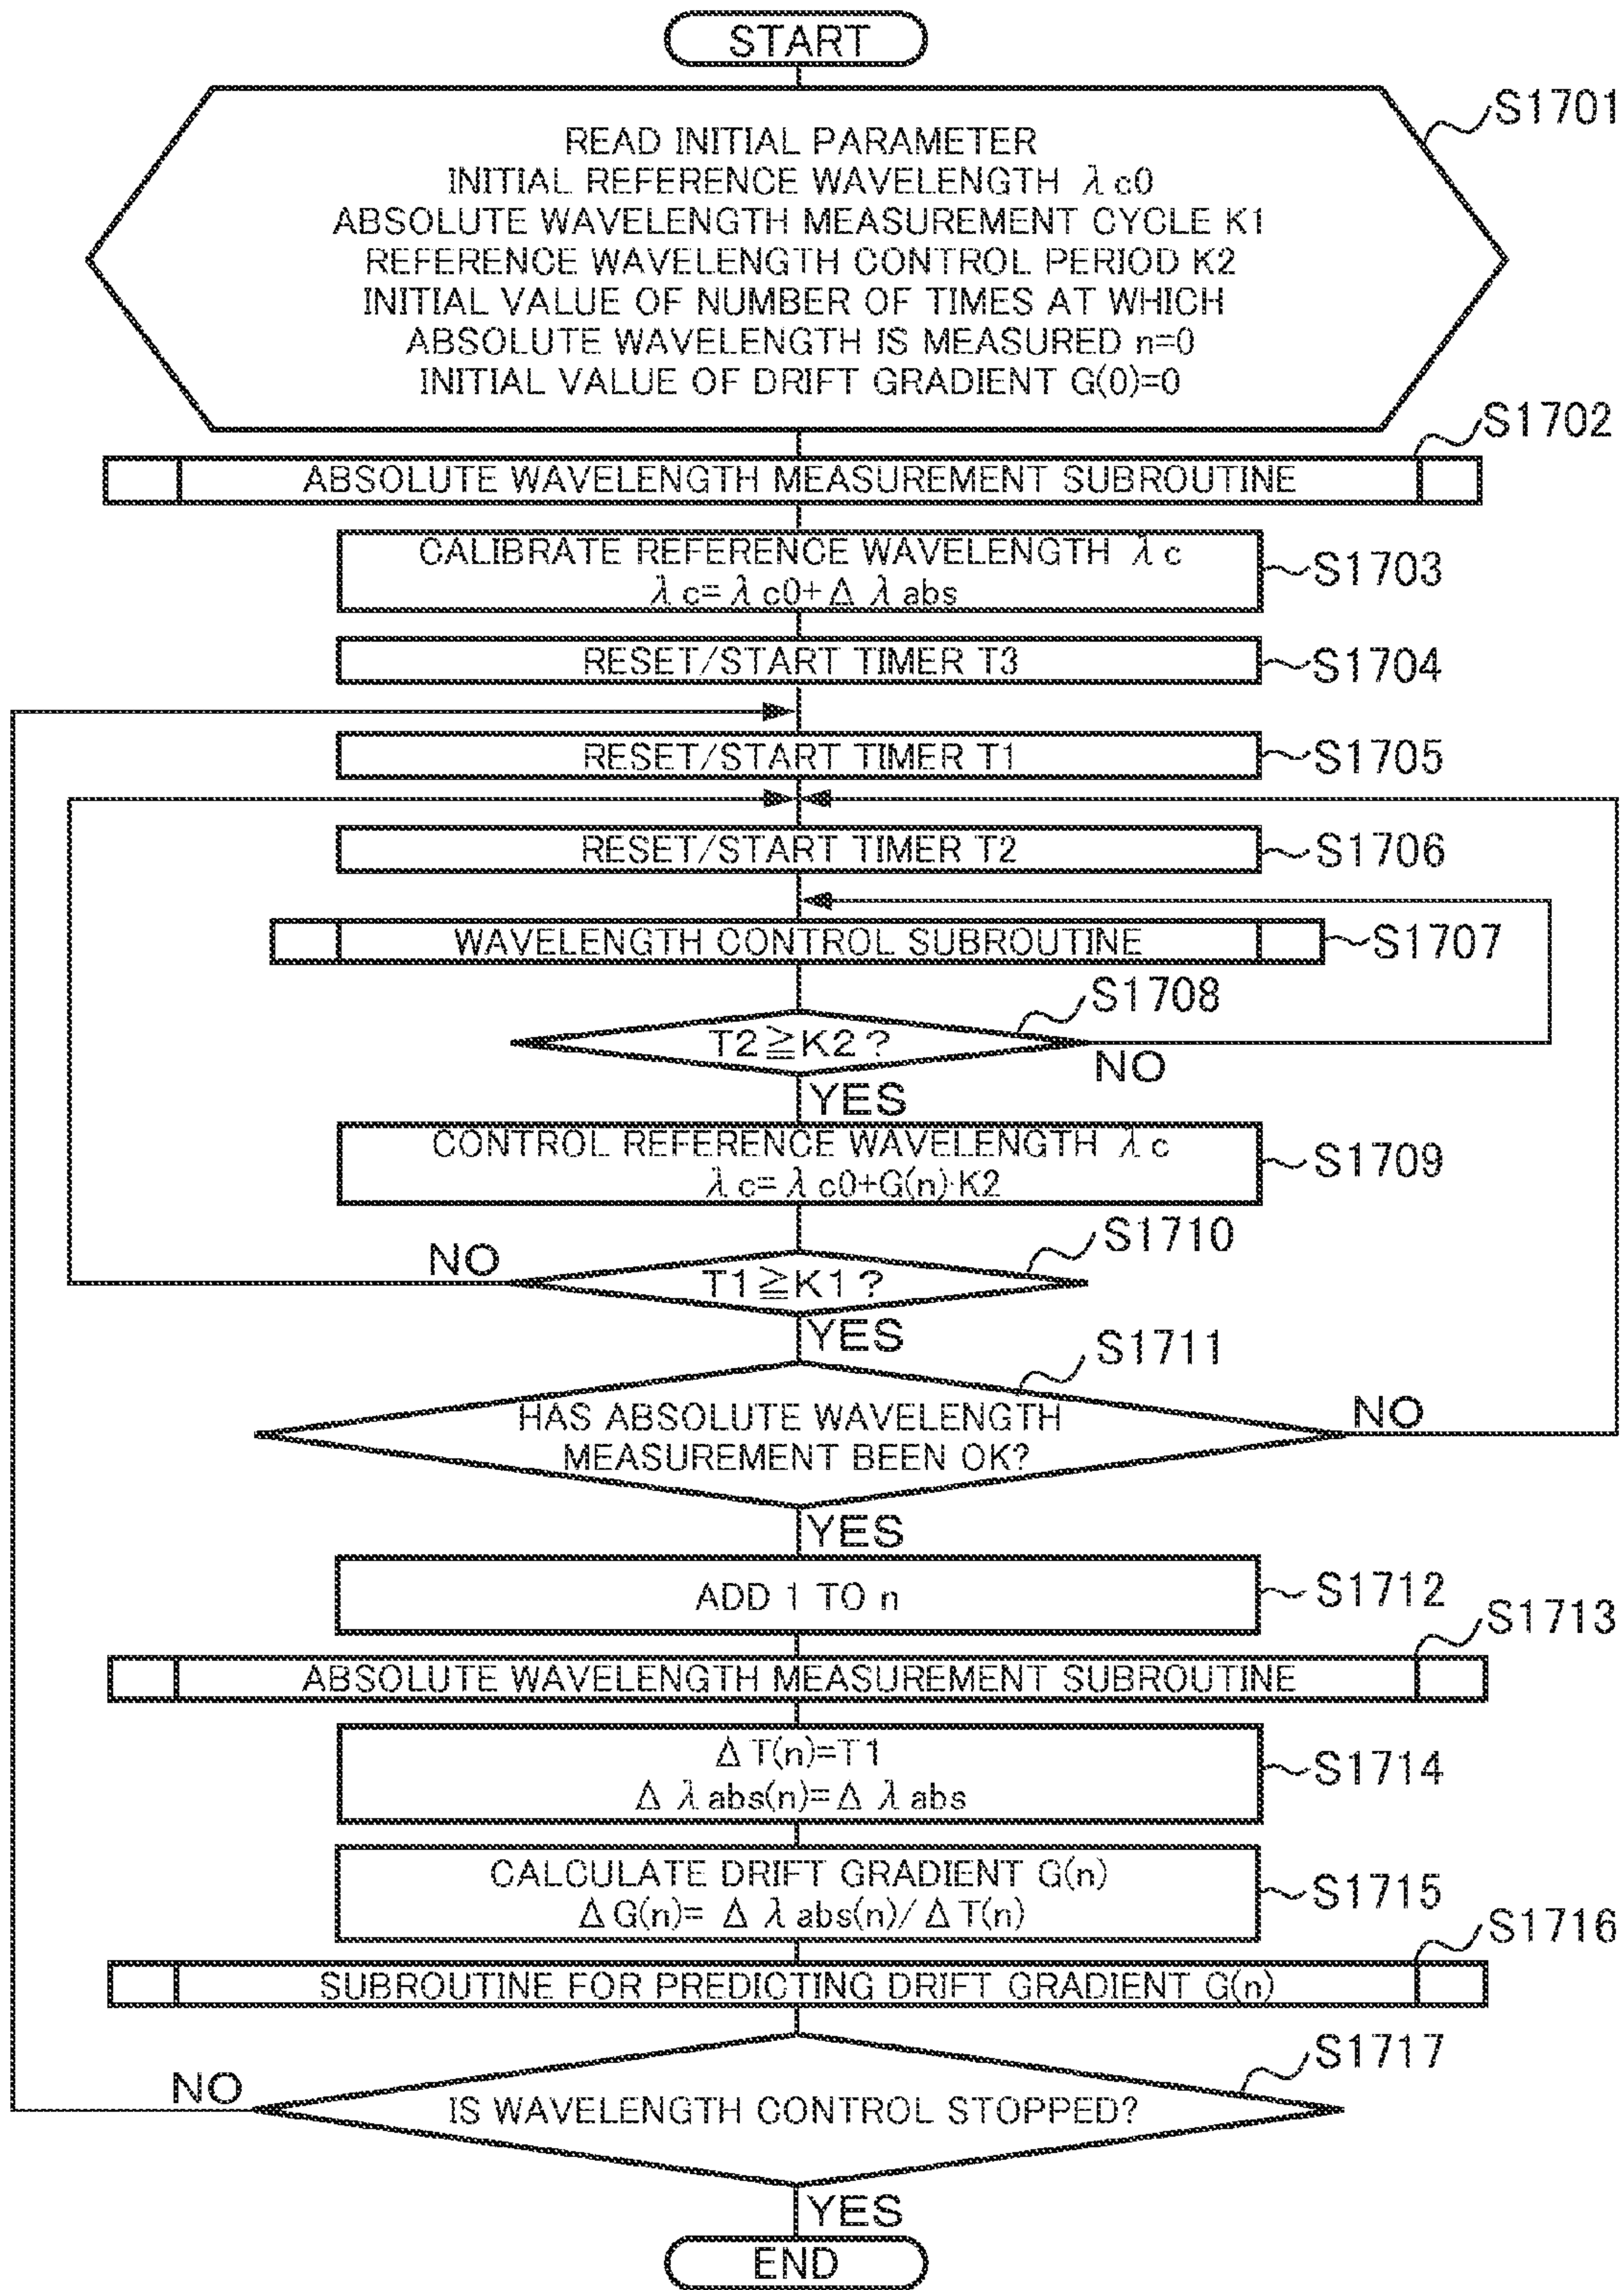 START
S1701
READ INITIAL PARAMETER
INITIAL REFERENCE WAVELENGTH λc0
ABSOLUTE WAVELENGTH MEASUREMENT CYCLE K1
REFERENCE WAVELENGTH CONTROL PERIOD K2
INITIAL VALUE OF NUMBER OF TIMES AT WHICH
ABSOLUTE WAVELENGTH IS MEASURED n=0
INITIAL VALUE OF DRIFT GRADIENT G(0)=0
S1702
ABSOLUTE WAVELENGTH MEASUREMENT SUBROUTINE
CALIBRATE REFERENCE WAVELENGTH λc
λc=λc0+Δλabs
S1703
RESET/START TIMER T3
S1704
RESET/START TIMER T1
S1705
RESET/START TIMER T2
S1706
WAVELENGTH CONTROL SUBROUTINE
S1707
S1708
T2≧K2?
NO
YES
CONTROL REFERENCE WAVELENGTH λc
λc=λc0+G(n)·K2
S1709
S1710
NO
T1≧K1?
YES
S1711
HAS ABSOLUTE WAVELENGTH
MEASUREMENT BEEN OK?
NO
YES
ADD 1 TO n
S1712
S1713
ABSOLUTE WAVELENGTH MEASUREMENT SUBROUTINE
ΔT(n)=T1
Δλabs(n)=Δλabs
S1714
CALCULATE DRIFT GRADIENT G(n)
ΔG(n)= Δλabs(n)/ΔT(n)
S1715
S1716
SUBROUTINE FOR PREDICTING DRIFT GRADIENT G(n)
S1717
NO
IS WAVELENGTH CONTROL STOPPED?
YES
END